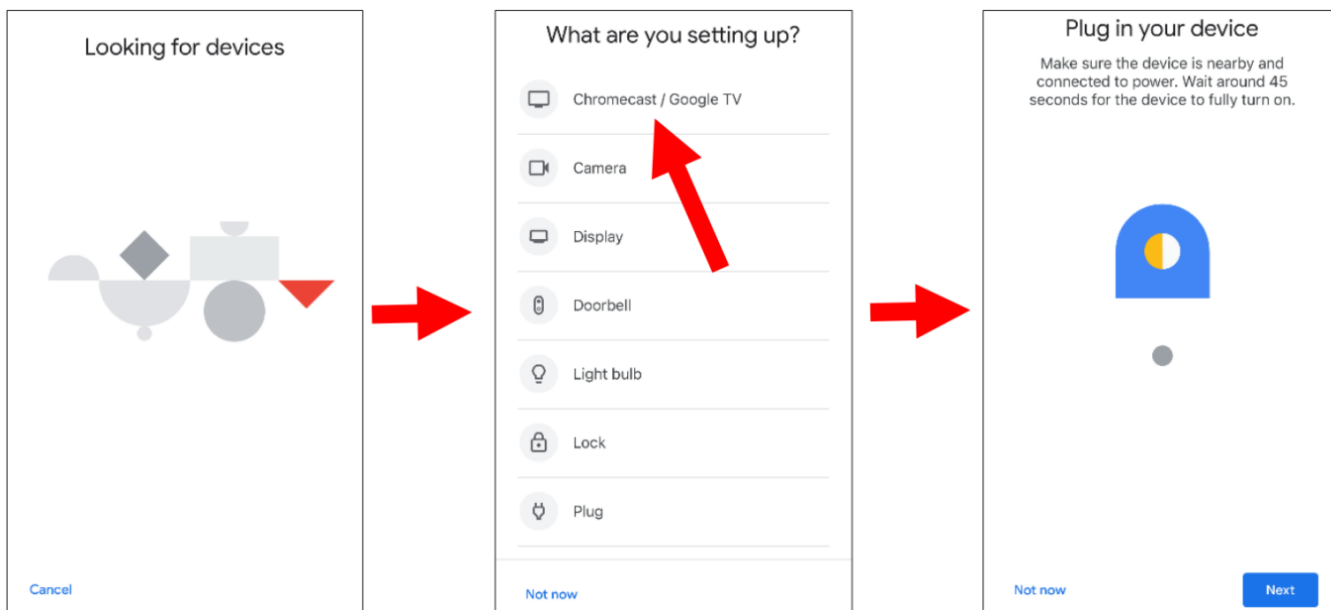 Looking for devices
Cancel
What are you setting up?
Chromecast / Google TV
Camera
Display
Doorbell
Light bulb
Lock
Plug
Not now
Plug in your device
Make sure the device is nearby and
connected to power. Wait around 45
seconds for the device to fully turn on.
Not now
Next